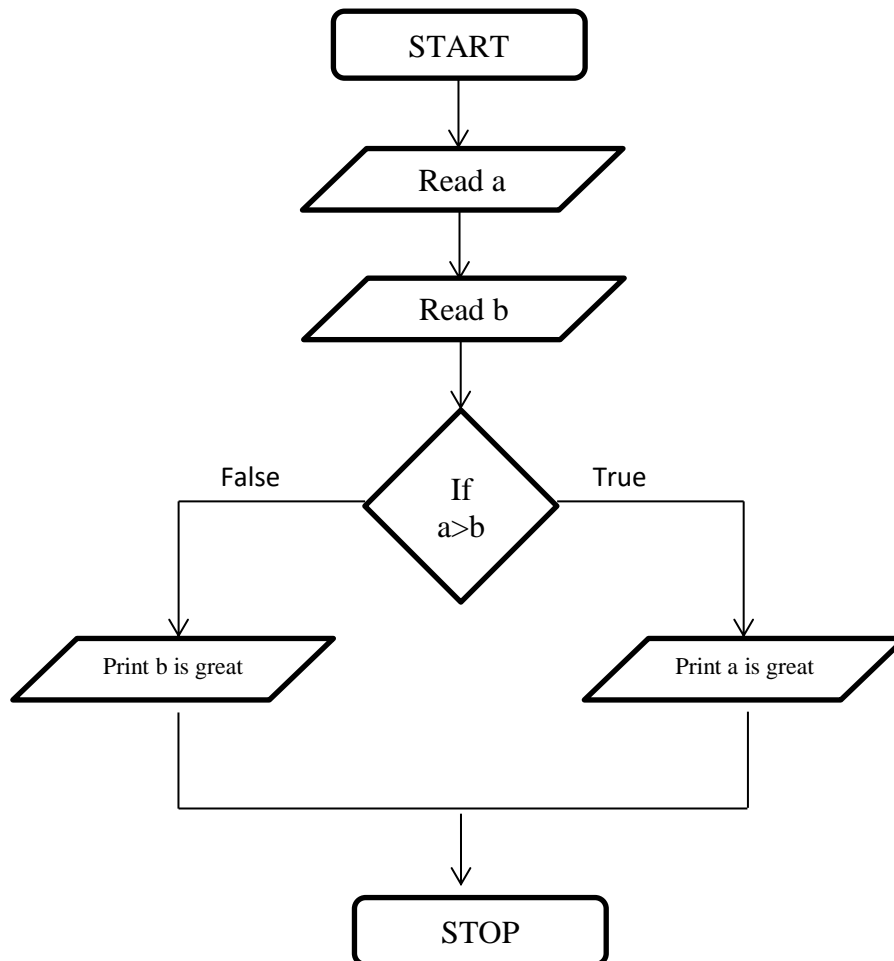 START
Read a
Read b
False
If
a>b
True
Print b is great
Print a is great
STOP